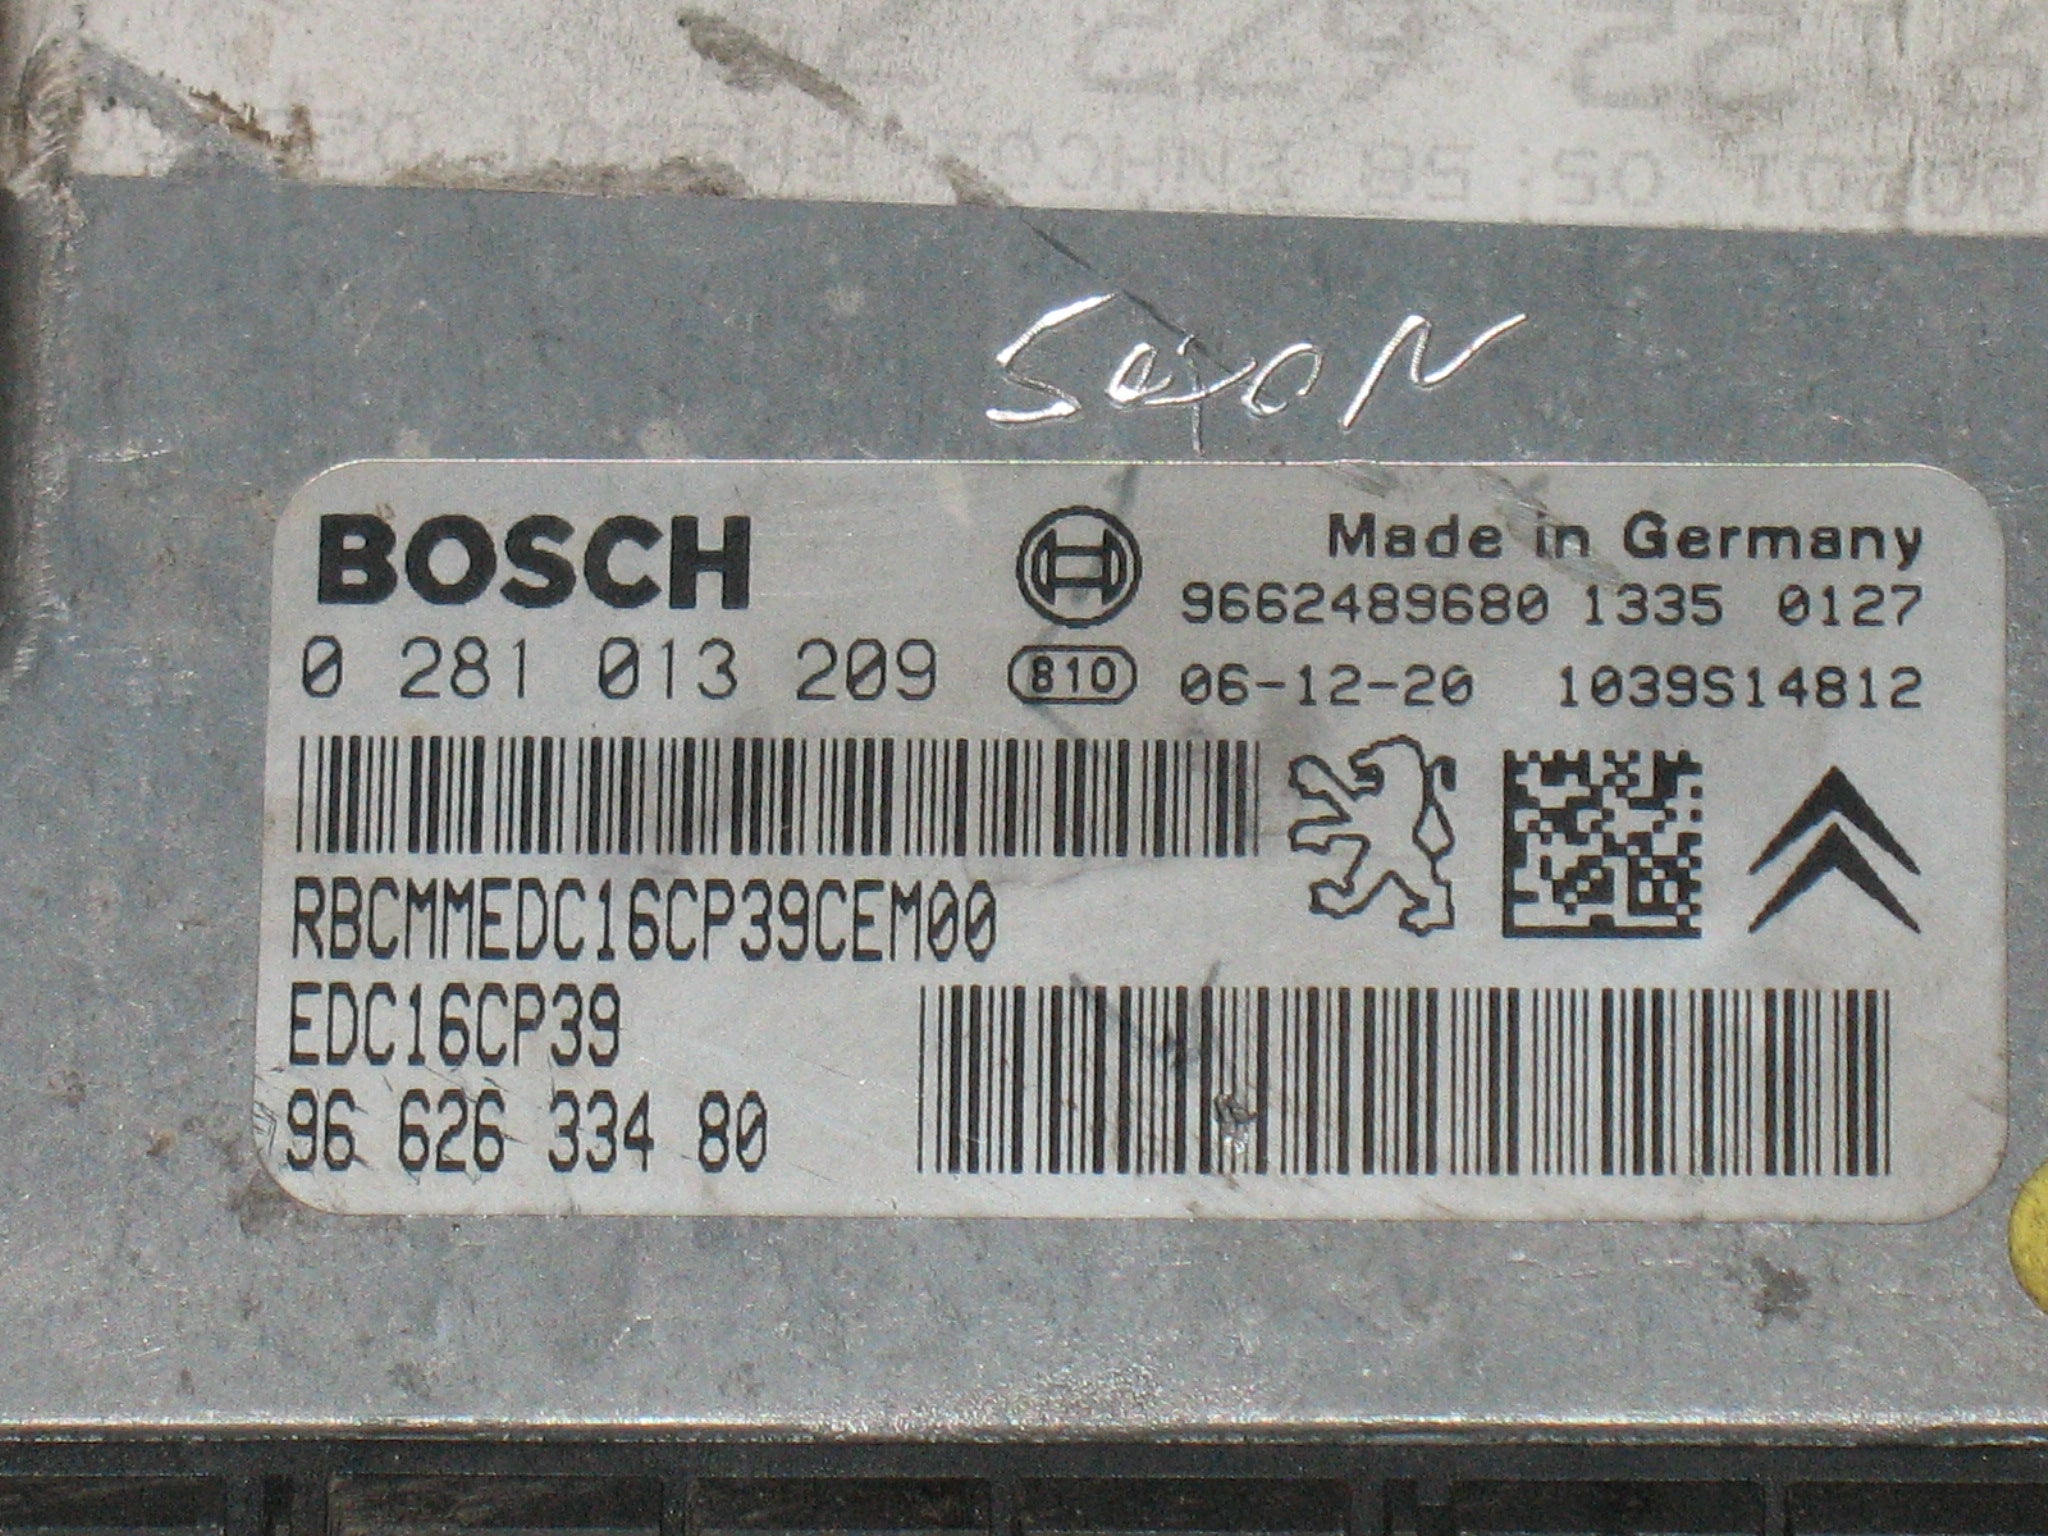 BOSCH
Made in Germany
9662489680 1335 0127
0 281 013 209
810
06-12-20 1039S14812
RBCMMEDC16CP39CEM00
EDC16CP39
96 626 334 80